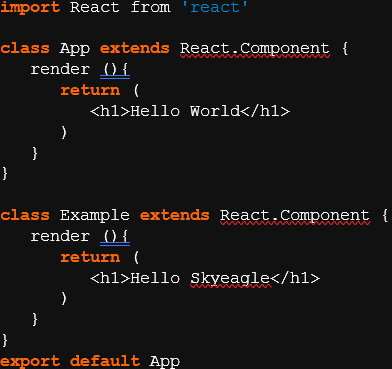 import React from 'react'
class App extends React.Component {
render (){
return (
<h1>Hello World</h1>
)
}
}
class Example extends React.Component {
render (){
return (
<h1>Hello Skyeagle</h1>
)
}
}
export default App